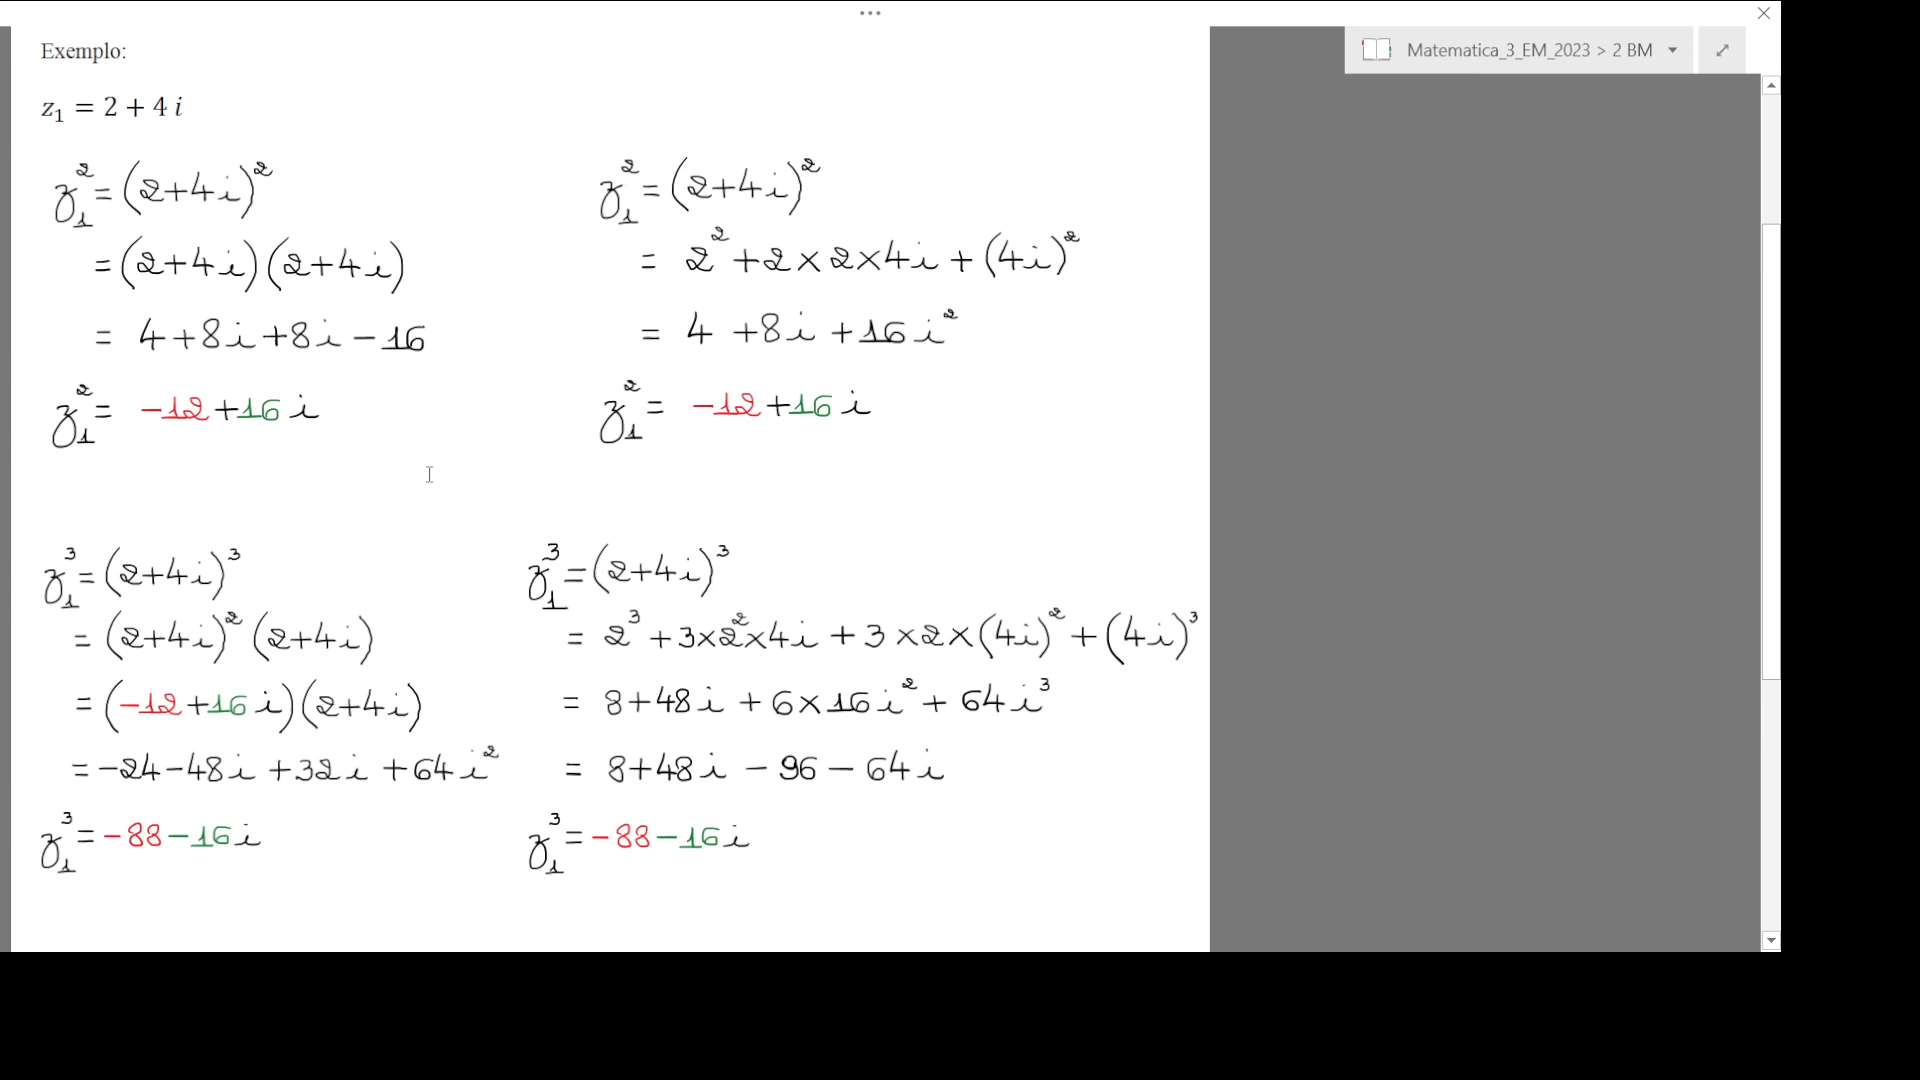 Exemplo:
Matematica_3_EM_2023 > 2 BM
z₁ = 2 + 4 i
z₁² = (2+4i)²
= (2+4i)(2+4i)
= 4+8i+8i−16
z₁² = −12+16i
z₁² = (2+4i)²
= 2² +2×2×4i + (4i)²
= 4 +8i +16i²
z₁² = −12+16i
z₁³ = (2+4i)³
= (2+4i)² (2+4i)
= (−12+16i)(2+4i)
= −24−48i +32i +64i²
z₁³ = −88−16i
z₁³ = (2+4i)³
= 2³ +3×2²×4i + 3×2×(4i)² + (4i)³
= 8+48i + 6×16i² + 64i³
= 8+48i − 96 − 64i
z₁³ = −88−16i